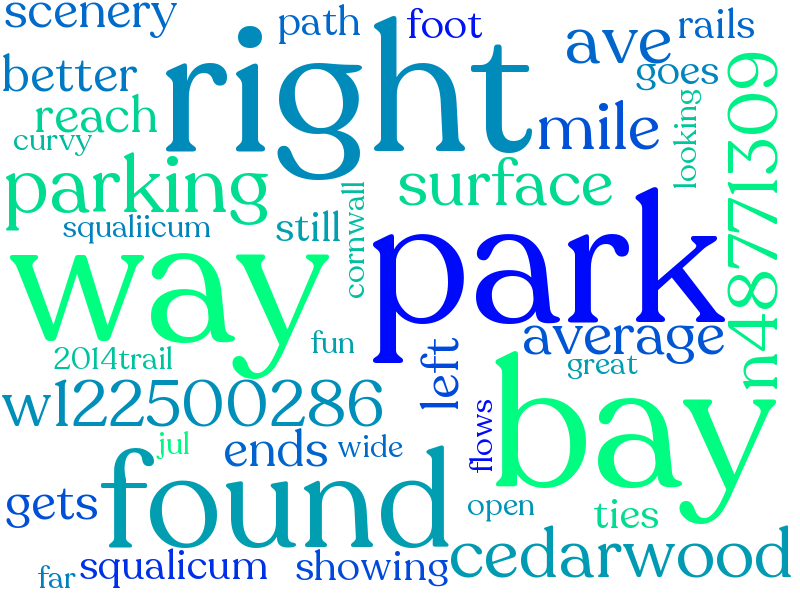 scenery
path
foot
ave
rails
better
right
goes
reach
curvy
mile
looking
n48771309
parking
surface
squaliicum
still
cornwall
way
park
average
2014trail
fun
left
great
w122500286
bay
jul
ends
wide
flows
gets
found
open
ties
far
squalicum
showing
cedarwood